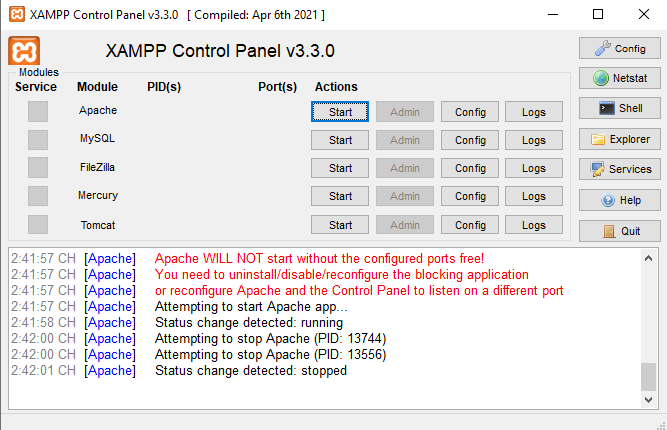 XAMPP Control Panel v3.3.0 [ Compiled: Apr 6th 2021 ]
XAMPP Control Panel v3.3.0
Config
Modules
Service Module PID(s) Port(s) Actions
Netstat
Apache Start Admin Config Logs
Shell
MySQL Start Admin Config Logs
Explorer
FileZilla Start Admin Config Logs
Services
Mercury Start Admin Config Logs
Help
Tomcat Start Admin Config Logs
Quit
2:41:57 CH [Apache] Apache WILL NOT start without the configured ports free!
2:41:57 CH [Apache] You need to uninstall/disable/reconfigure the blocking application
2:41:57 CH [Apache] or reconfigure Apache and the Control Panel to listen on a different port
2:41:57 CH [Apache] Attempting to start Apache app...
2:41:58 CH [Apache] Status change detected: running
2:42:00 CH [Apache] Attempting to stop Apache (PID: 13744)
2:42:00 CH [Apache] Attempting to stop Apache (PID: 13556)
2:42:01 CH [Apache] Status change detected: stopped